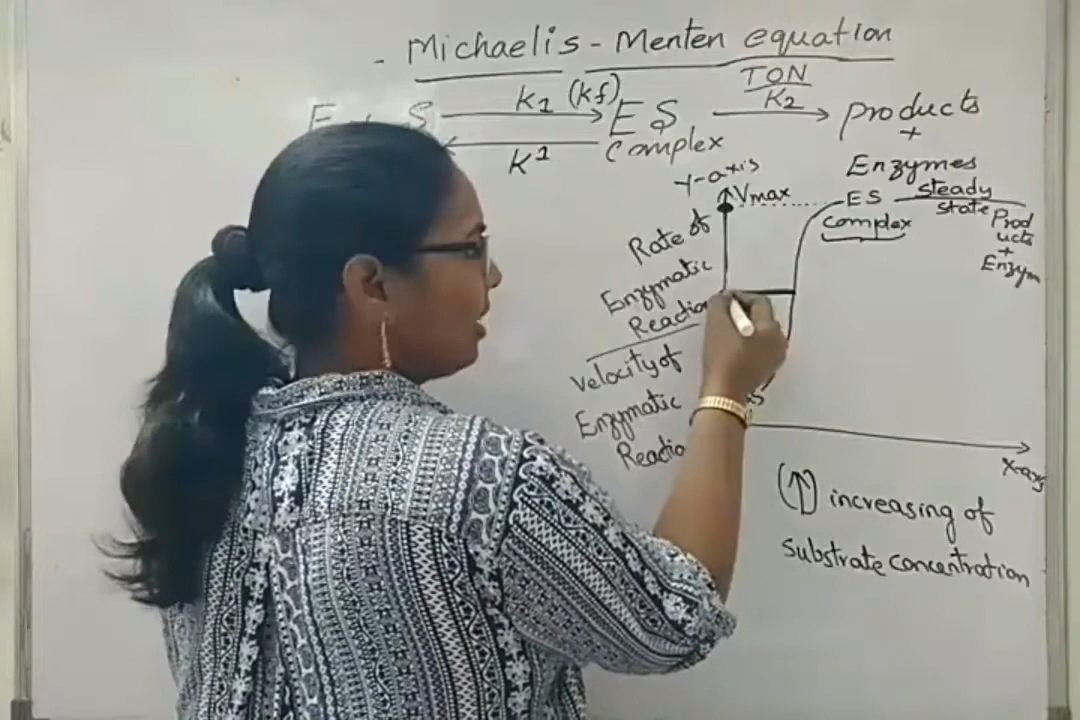 - Michaelis - Menten equation
K1 (Kf) TON
E + S ES K2 products
K1 complex +
Enzymes
Y-axis
Vmax ES steady
complex state Prod
ucts
+
Enzym
Rate of
Enzymatic
Reaction
Velocity of
Enzymatic
Reactio
X-axis
(↑) increasing of
substrate concentration